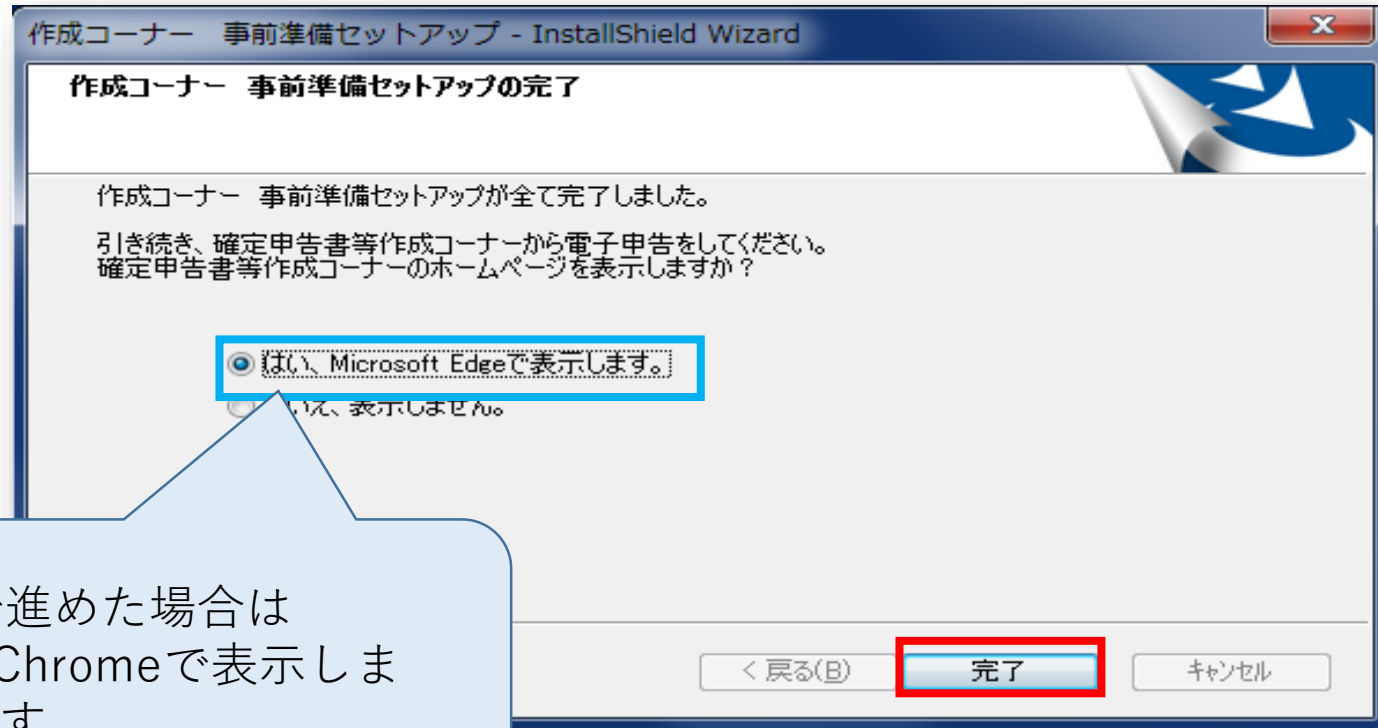 作成コーナー　事前準備セットアップ - InstallShield Wizard
作成コーナー　事前準備セットアップの完了
作成コーナー　事前準備セットアップが全て完了しました。
引き続き、確定申告書等作成コーナーから電子申告をしてください。
確定申告書等作成コーナーのホームページを表示しますか？
はい、Microsoft Edgeで表示します。
いえ、表示しません。
進めた場合は
Chromeで表示しま
す
< 戻る(B)
完了
キャンセル